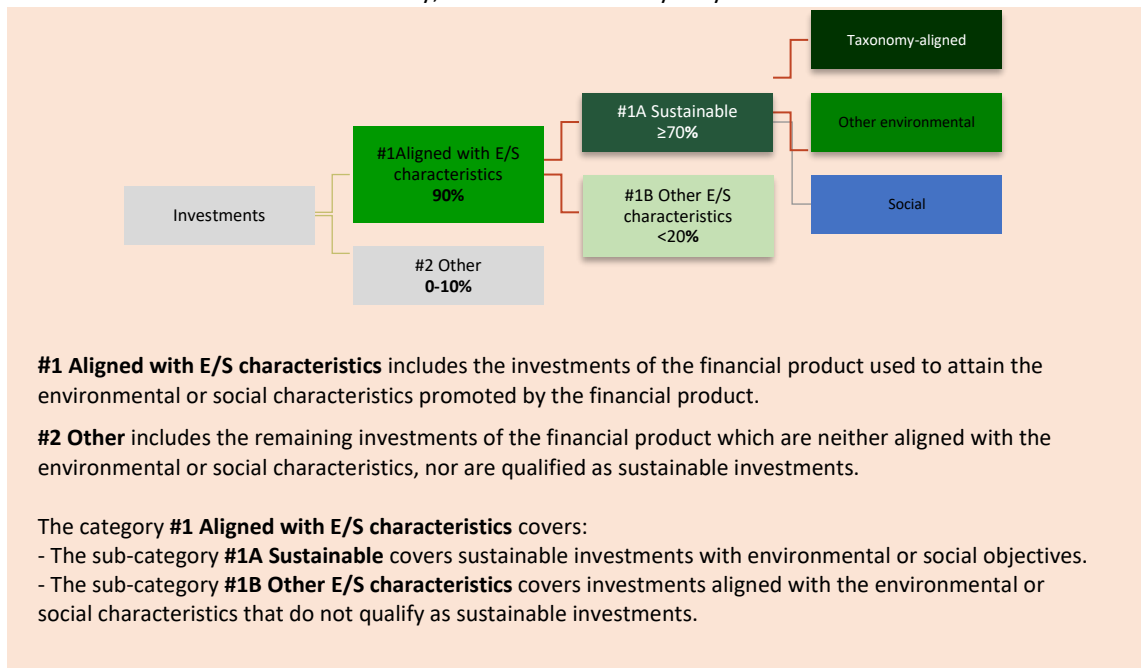 Taxonomy-aligned
#1A Sustainable
≥70%
Other environmental
#1Aligned with E/S
characteristics
90%
#1B Other E/S
characteristics
<20%
Social
Investments
#2 Other
0-10%
#1 Aligned with E/S characteristics includes the investments of the financial product used to attain the
environmental or social characteristics promoted by the financial product.
#2 Other includes the remaining investments of the financial product which are neither aligned with the
environmental or social characteristics, nor are qualified as sustainable investments.
The category #1 Aligned with E/S characteristics covers:
- The sub-category #1A Sustainable covers sustainable investments with environmental or social objectives.
- The sub-category #1B Other E/S characteristics covers investments aligned with the environmental or
social characteristics that do not qualify as sustainable investments.